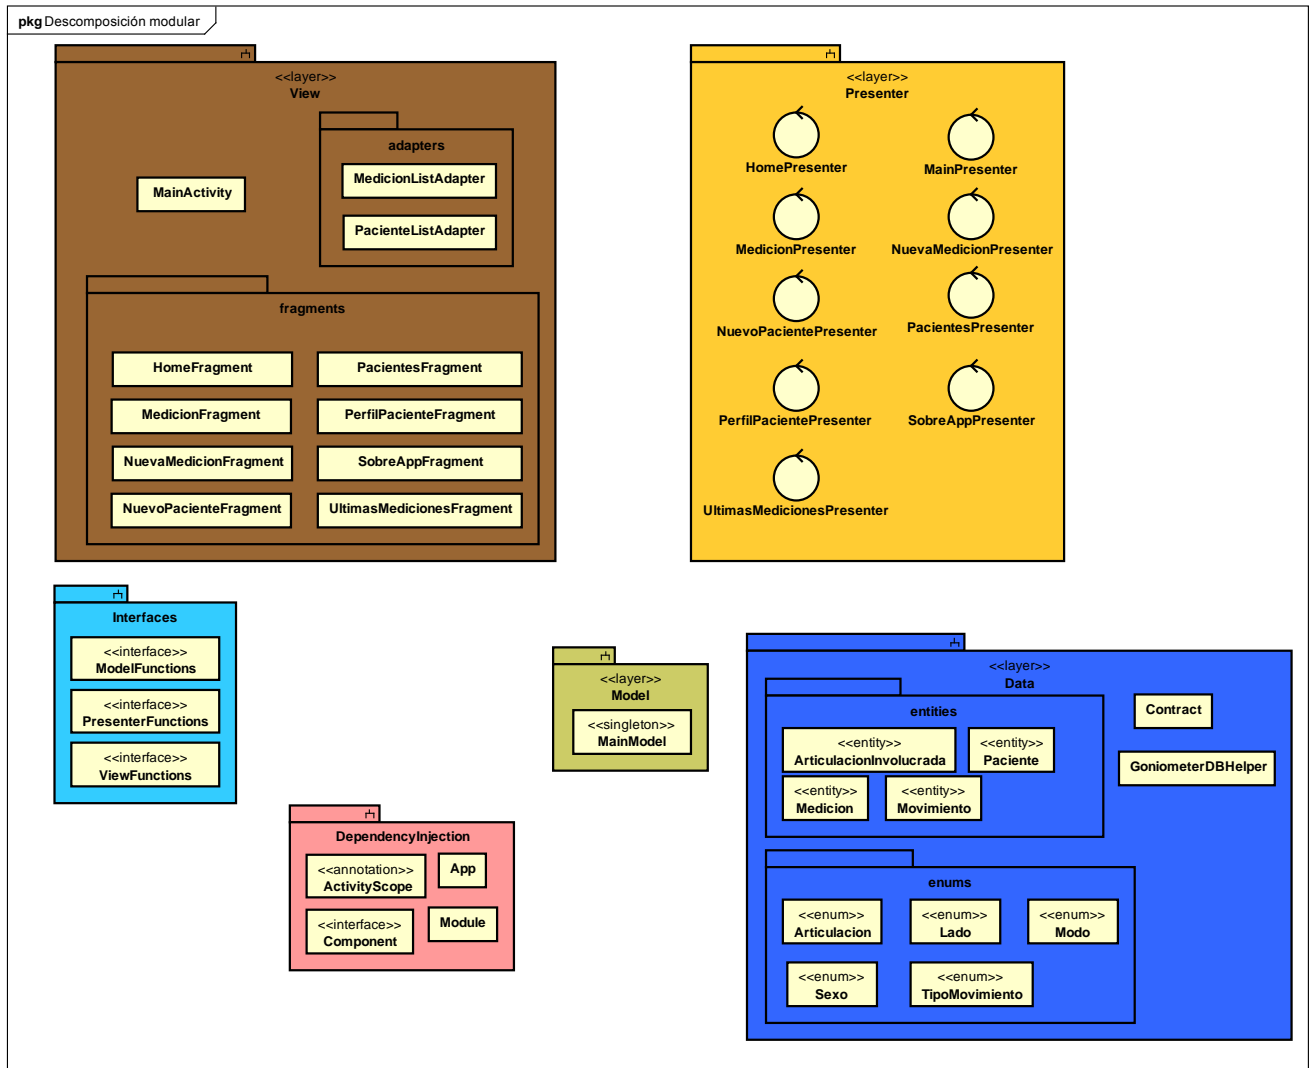 pkg Descomposición modular
<<layer>>
View
MainActivity
adapters
MedicionListAdapter
PacienteListAdapter
fragments
HomeFragment
PacientesFragment
MedicionFragment
PerfilPacienteFragment
NuevaMedicionFragment
SobreAppFragment
NuevoPacienteFragment
UltimasMedicionesFragment
<<layer>>
Presenter
HomePresenter
MainPresenter
MedicionPresenter
NuevaMedicionPresenter
NuevoPacientePresenter
PacientesPresenter
PerfilPacientePresenter
SobreAppPresenter
UltimasMedicionesPresenter
Interfaces
<<interface>>
ModelFunctions
<<interface>>
PresenterFunctions
<<interface>>
ViewFunctions
DependencyInjection
<<annotation>>
ActivityScope
App
<<interface>>
Component
Module
<<layer>>
Model
<<singleton>>
MainModel
<<layer>>
Data
entities
<<entity>>
ArticulacionInvolucrada
<<entity>>
Paciente
<<entity>>
Medicion
<<entity>>
Movimiento
Contract
GoniometerDBHelper
enums
<<enum>>
Articulacion
<<enum>>
Lado
<<enum>>
Modo
<<enum>>
Sexo
<<enum>>
TipoMovimiento